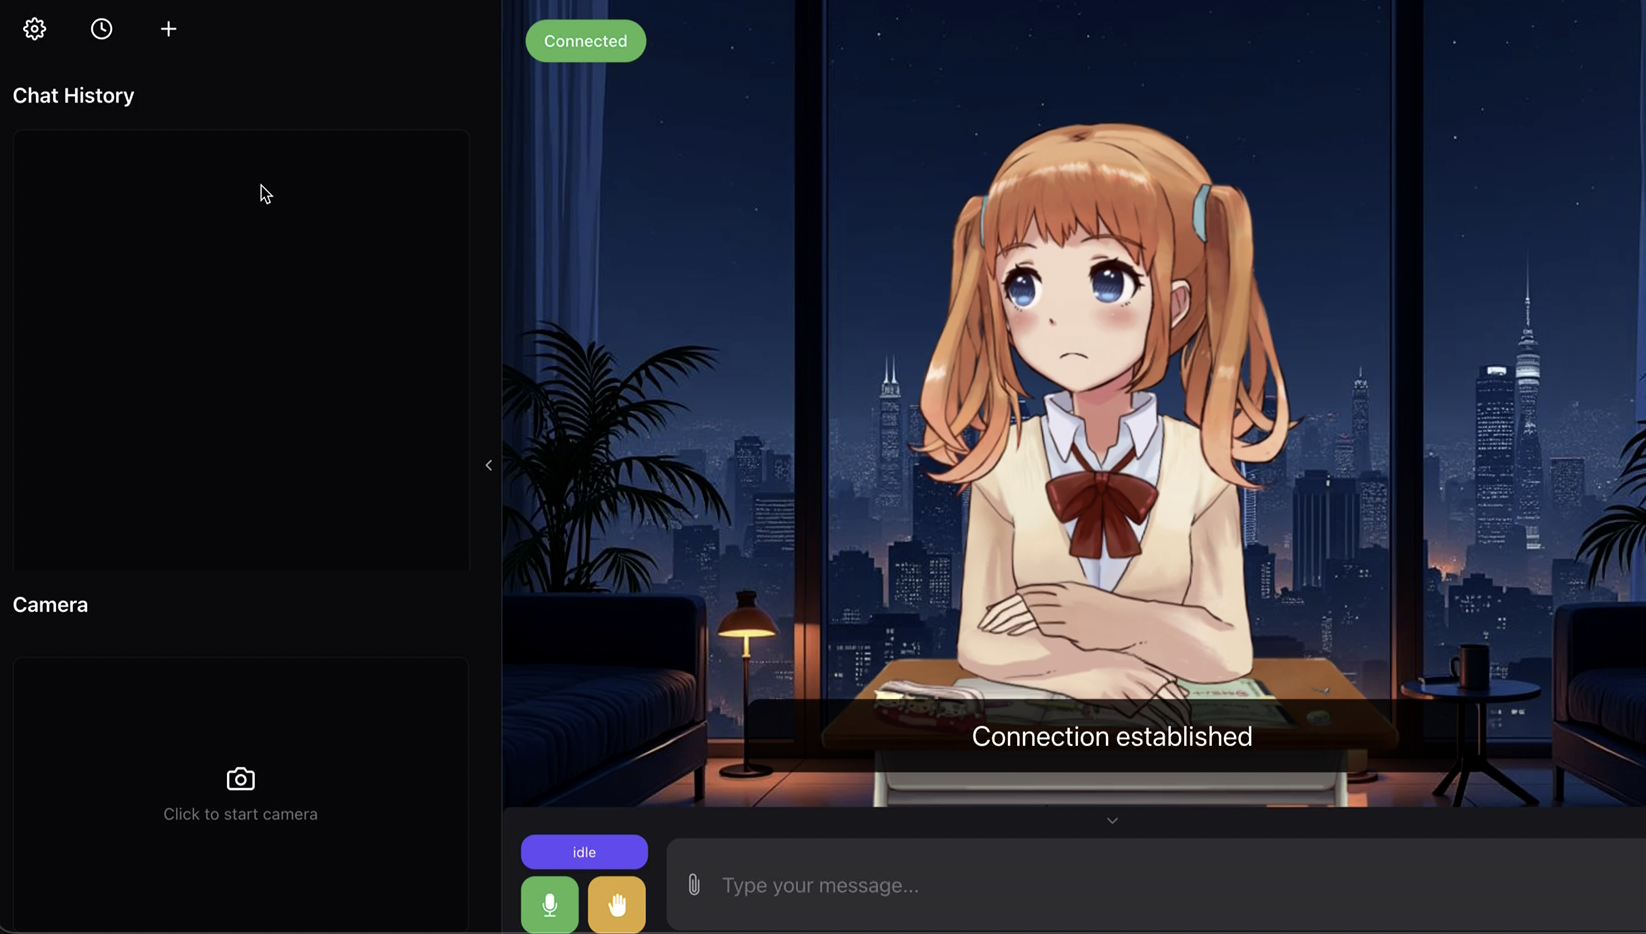 Connected
Chat History
Connection established
Camera
Click to start camera
idle
Type your message...